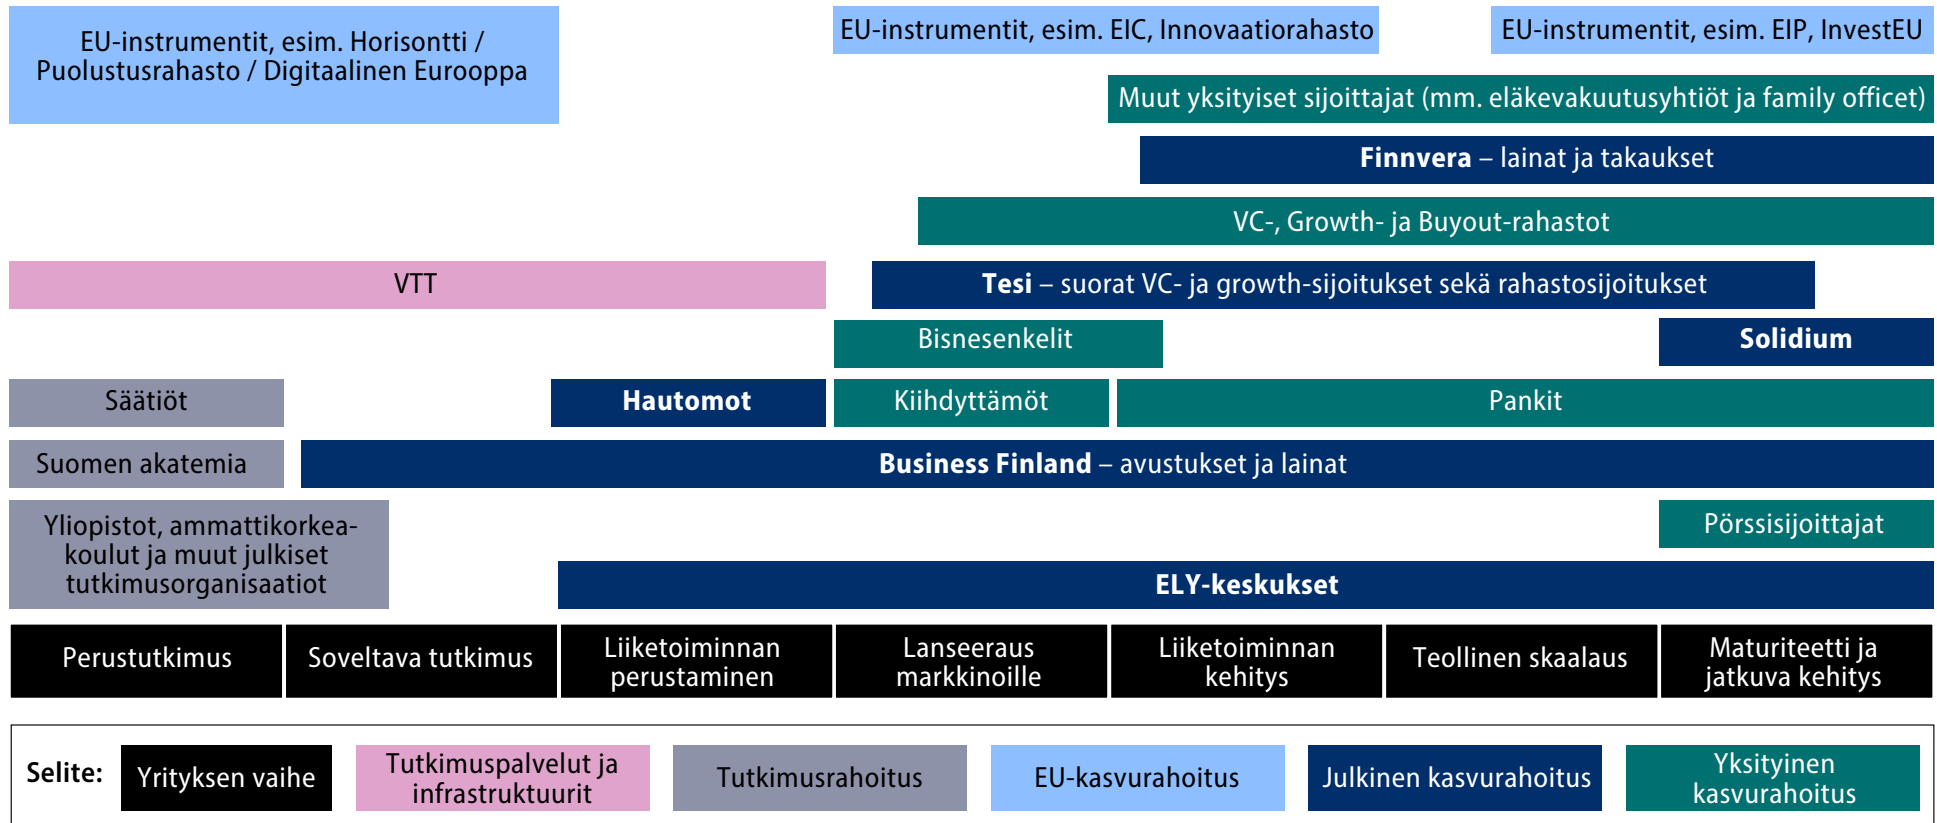 EU-instrumentit, esim. Horisontti /
Puolustusrahasto / Digitaalinen Eurooppa
EU-instrumentit, esim. EIC, Innovaatiorahasto
EU-instrumentit, esim. EIP, InvestEU
Muut yksityiset sijoittajat (mm. eläkevakuutusyhtiöt ja family officet)
Finnvera – lainat ja takaukset
VC-, Growth- ja Buyout-rahastot
VTT
Tesi – suorat VC- ja growth-sijoitukset sekä rahastosijoitukset
Bisnesenkelit
Solidium
Säätiöt
Hautomot
Kiihdyttämöt
Pankit
Suomen akatemia
Business Finland – avustukset ja lainat
Yliopistot, ammattikorkea-
koulut ja muut julkiset
tutkimusorganisaatiot
Pörssisijoittajat
ELY-keskukset
Perustutkimus
Soveltava tutkimus
Liiketoiminnan
perustaminen
Lanseeraus
markkinoille
Liiketoiminnan
kehitys
Teollinen skaalaus
Maturiteetti ja
jatkuva kehitys
Selite:
Yrityksen vaihe
Tutkimuspalvelut ja
infrastruktuurit
Tutkimusrahoitus
EU-kasvurahoitus
Julkinen kasvurahoitus
Yksityinen
kasvurahoitus